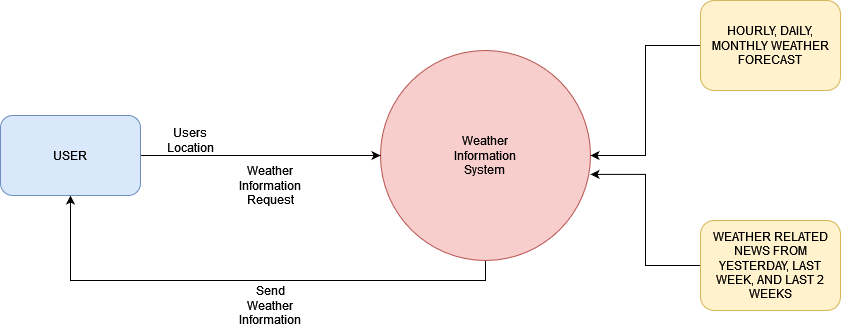 HOURLY, DAILY,
MONTHLY WEATHER
FORECAST
USER
Users
Location
Weather
Information
Request
Weather
Information
System
WEATHER RELATED
NEWS FROM
YESTERDAY, LAST
WEEK, AND LAST 2
WEEKS
Send
Weather
Information